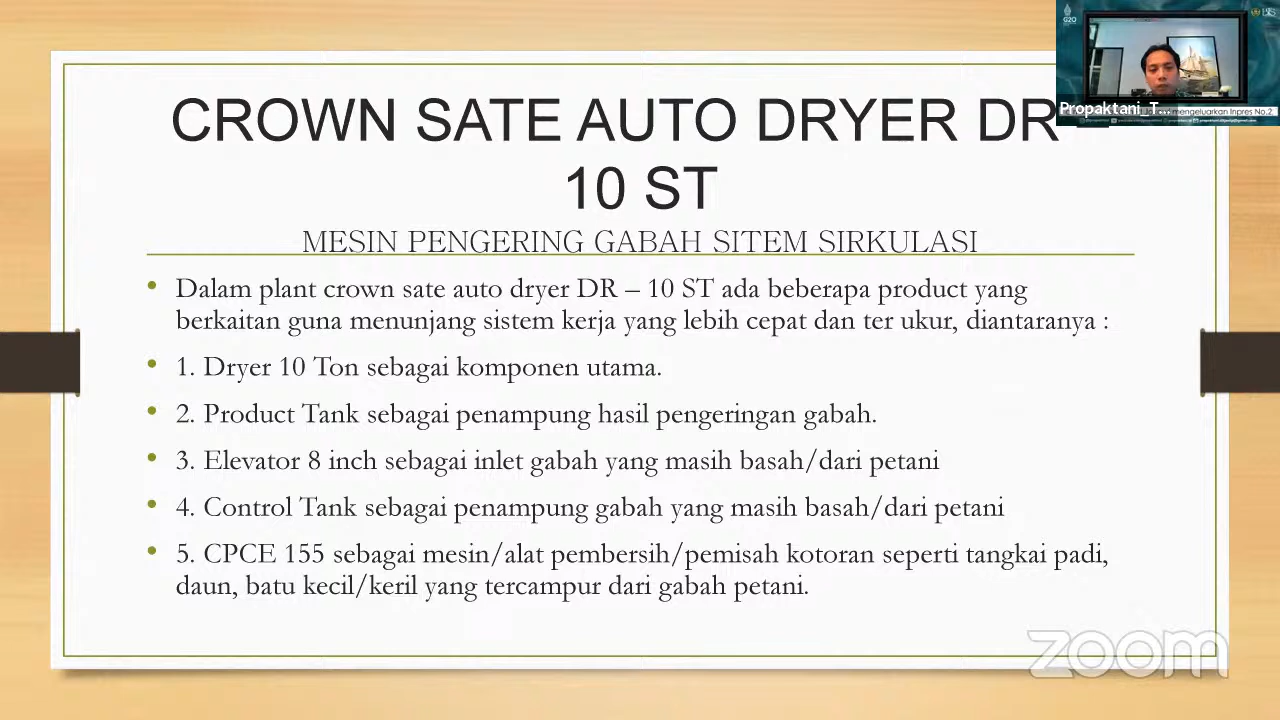 CROWN SATE AUTO DRYER DR
10 ST
MESIN PENGERING GABAH SITEM SIRKULASI
• Dalam plant crown sate auto dryer DR – 10 ST ada beberapa product yang
berkaitan guna menunjang sistem kerja yang lebih cepat dan ter ukur, diantaranya :
• 1. Dryer 10 Ton sebagai komponen utama.
• 2. Product Tank sebagai penampung hasil pengeringan gabah.
• 3. Elevator 8 inch sebagai inlet gabah yang masih basah/dari petani
• 4. Control Tank sebagai penampung gabah yang masih basah/dari petani
• 5. CPCE 155 sebagai mesin/alat pembersih/pemisah kotoran seperti tangkai padi,
daun, batu kecil/keril yang tercampur dari gabah petani.
G20
Propaktani_T...
mengeluarkan Inpres No.2
zoom